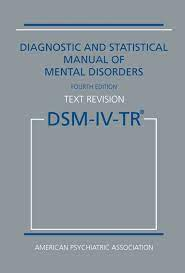 DIAGNOSTIC AND STATISTICAL
MANUAL OF
MENTAL DISORDERS
FOURTH EDITION
TEXT REVISION
DSM-IV-TR®
AMERICAN PSYCHIATRIC ASSOCIATION